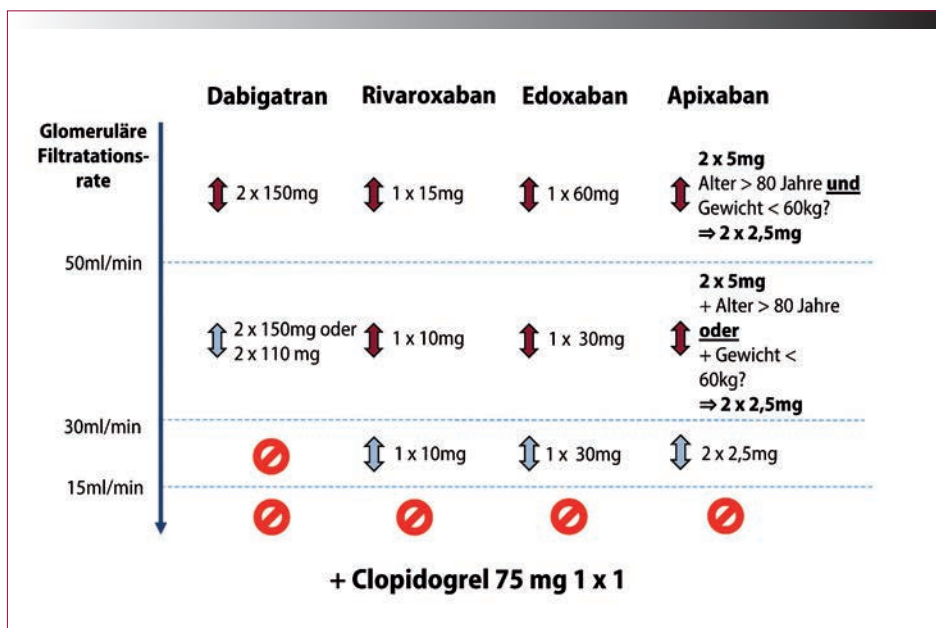 Dabigatran Rivaroxaban Edoxaban Apixaban
Glomeruläre
Filtratations-
rate
2 x 150mg
1 x 15mg
1 x 60mg
2 x 5mg
Alter > 80 Jahre und
Gewicht < 60kg?
⇒ 2 x 2,5mg
50ml/min
2 x 150mg oder
2 x 110 mg
1 x 10mg
1 x 30mg
2 x 5mg
+ Alter > 80 Jahre
oder
+ Gewicht <
60kg?
⇒ 2 x 2,5mg
30ml/min
1 x 10mg
1 x 30mg
2 x 2,5mg
15ml/min
+ Clopidogrel 75 mg 1 x 1